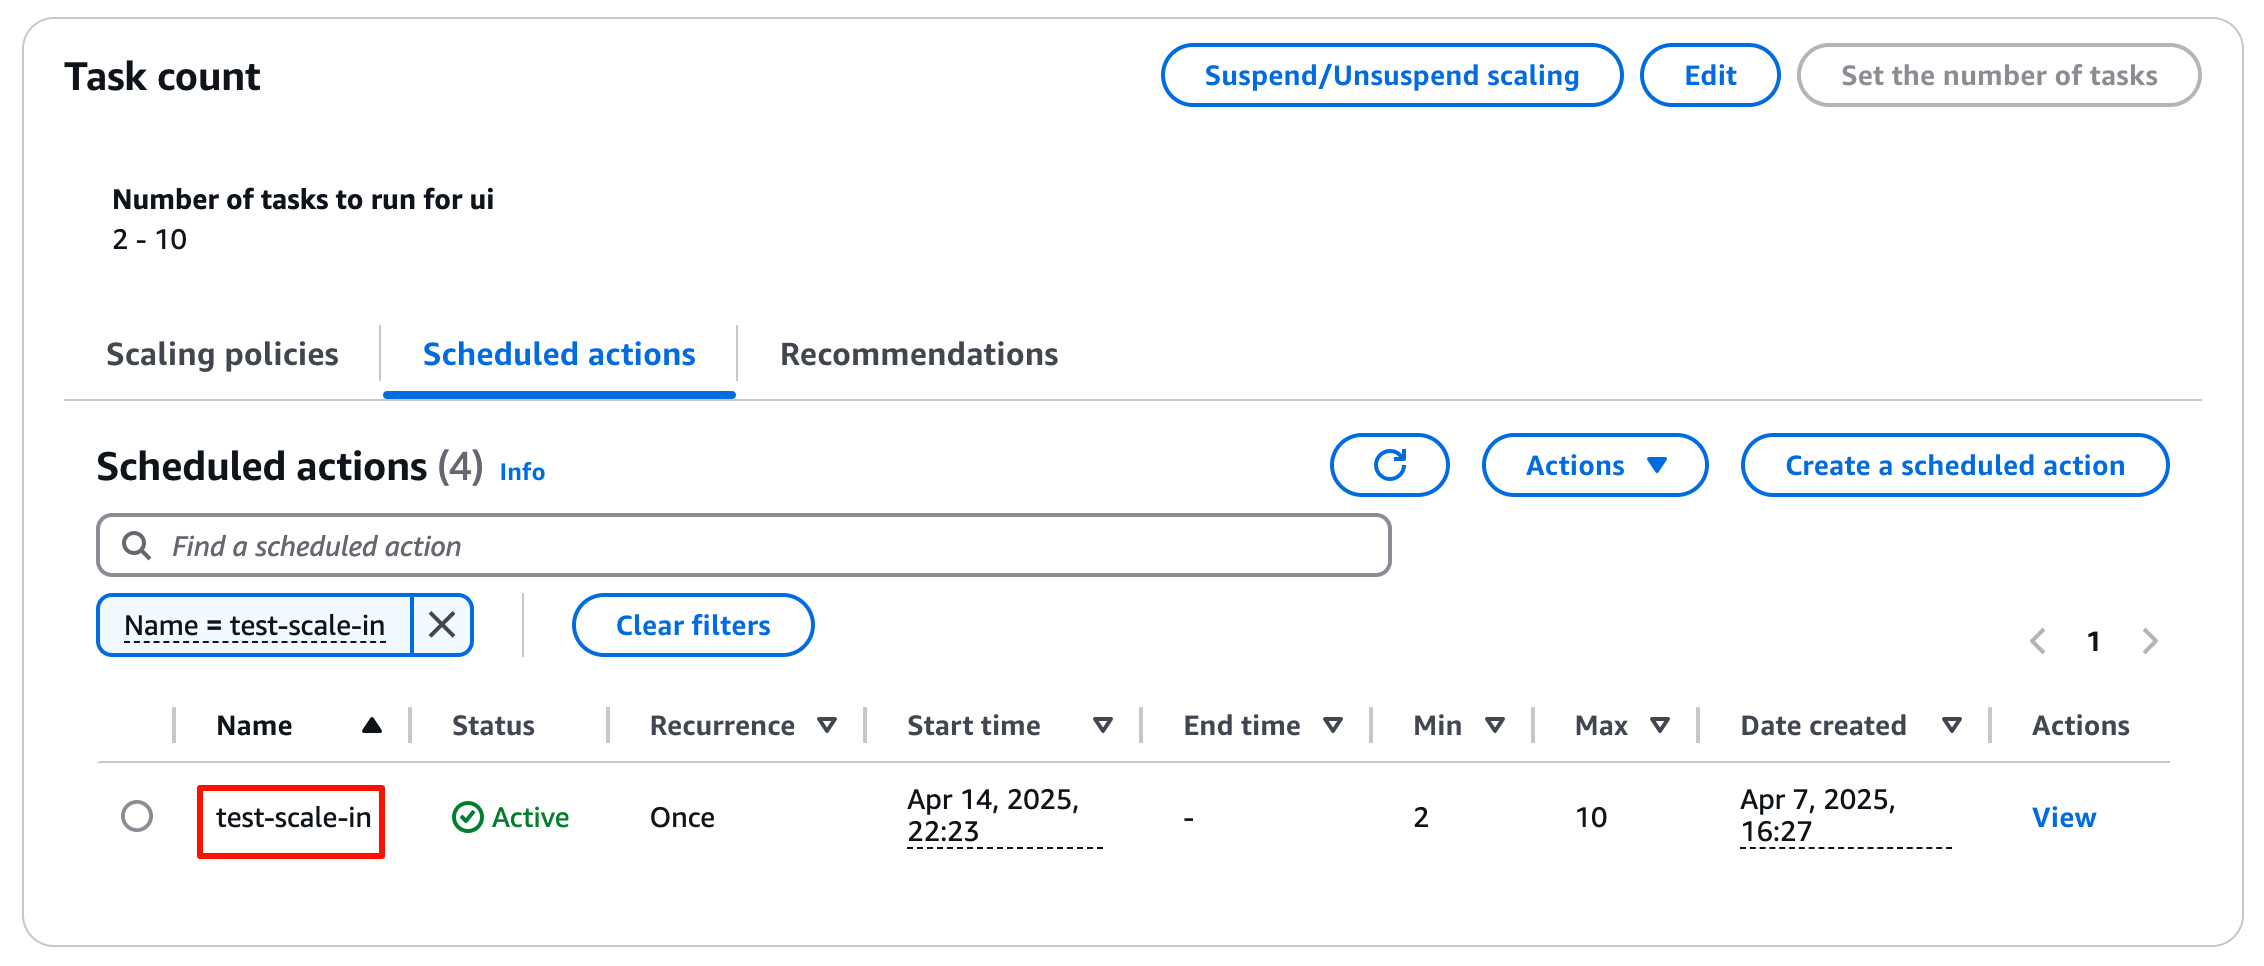 Task count
Suspend/Unsuspend scaling
Edit
Set the number of tasks
Number of tasks to run for ui
2 - 10
Scaling policies
Scheduled actions
Recommendations
Scheduled actions (4) Info
Actions
Create a scheduled action
Find a scheduled action
Name = test-scale-in
Clear filters
1
Name
Status
Recurrence
Start time
End time
Min
Max
Date created
Actions
test-scale-in
Active
Once
Apr 14, 2025,
22:23
-
2
10
Apr 7, 2025,
16:27
View